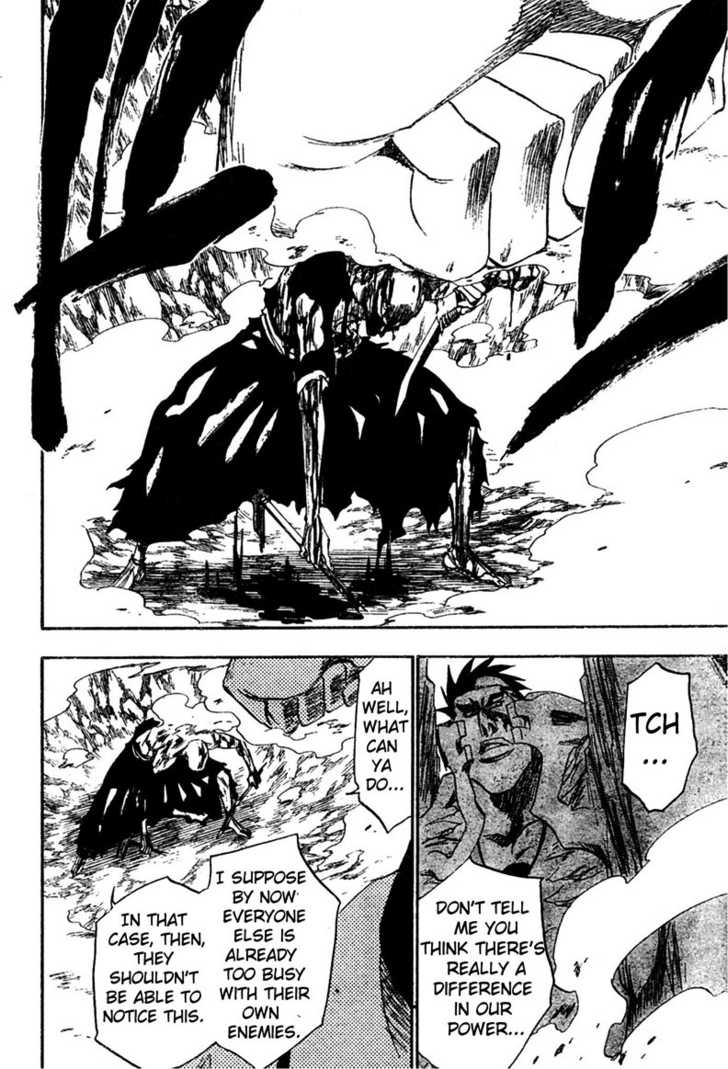 TCH
...
DON'T TELL
ME YOU
THINK THERE'S
REALLY A
DIFFERENCE
IN OUR
POWER...
AH
WELL,
WHAT
CAN
YA
DO...
I SUPPOSE
BY NOW
EVERYONE
ELSE IS
ALREADY
TOO BUSY
WITH THEIR
OWN
ENEMIES.
IN THAT
CASE, THEN,
THEY
SHOULDN'T
BE ABLE TO
NOTICE THIS.